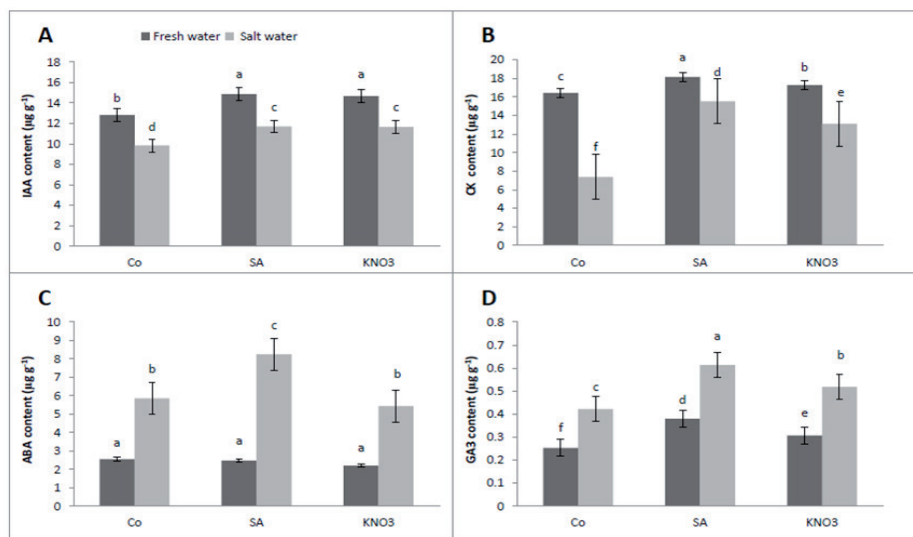 A
Fresh water Salt water
IAA content (µg g-1)
18
16
14
12
10
8
6
4
2
0
b
d
a
c
a
c
Co SA KNO3
B
CK content (µg g-1)
20
18
16
14
12
10
8
6
4
2
0
c
f
a
d
b
e
Co SA KNO3
C
ABA content (µg g-1)
10
9
8
7
6
5
4
3
2
1
0
a
b
a
c
a
b
Co SA KNO3
D
GA3 content (µg g-1)
0.8
0.7
0.6
0.5
0.4
0.3
0.2
0.1
0
f
c
d
a
e
b
Co SA KNO3